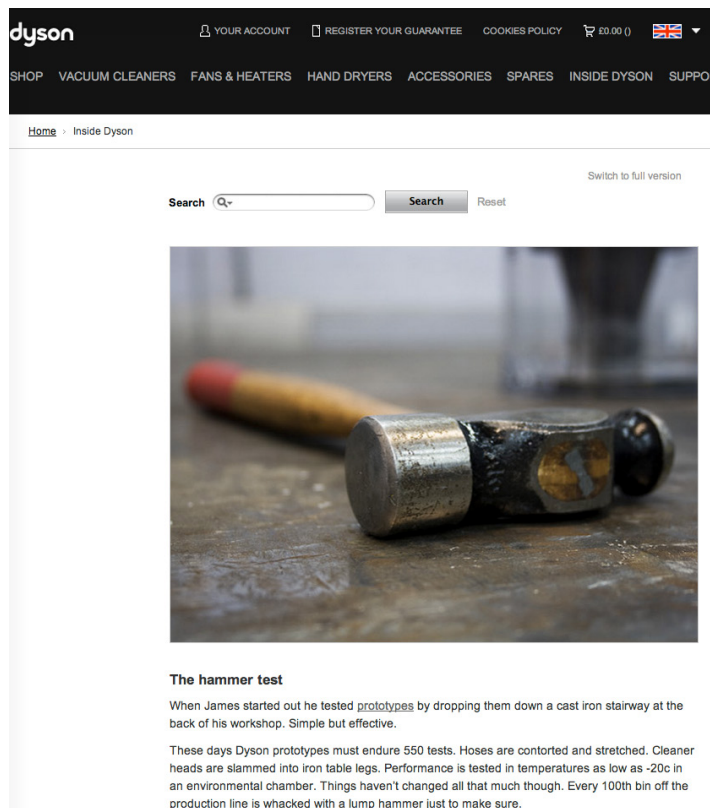 dyson
YOUR ACCOUNT REGISTER YOUR GUARANTEE COOKIES POLICY £0.00 ()
SHOP VACUUM CLEANERS FANS & HEATERS HAND DRYERS ACCESSORIES SPARES INSIDE DYSON SUPPO
Home › Inside Dyson
Switch to full version
Search Search Reset
The hammer test
When James started out he tested prototypes by dropping them down a cast iron stairway at the
back of his workshop. Simple but effective.
These days Dyson prototypes must endure 550 tests. Hoses are contorted and stretched. Cleaner
heads are slammed into iron table legs. Performance is tested in temperatures as low as -20c in
an environmental chamber. Things haven't changed all that much though. Every 100th bin off the
production line is whacked with a lump hammer just to make sure.